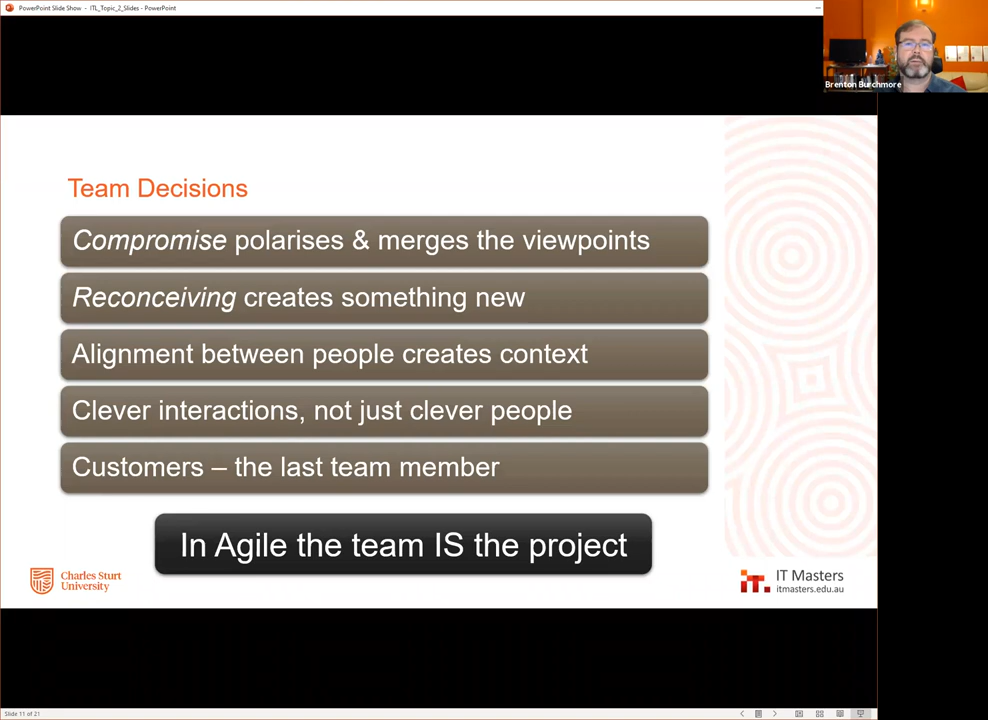 PowerPoint Slide Show - ITL_Topic_2_Slides - PowerPoint
Brenton Burchmore
Team Decisions
Compromise polarises & merges the viewpoints
Reconceiving creates something new
Alignment between people creates context
Clever interactions, not just clever people
Customers – the last team member
In Agile the team IS the project
Charles Sturt
University
IT Masters
itmasters.edu.au
Slide 11 of 21